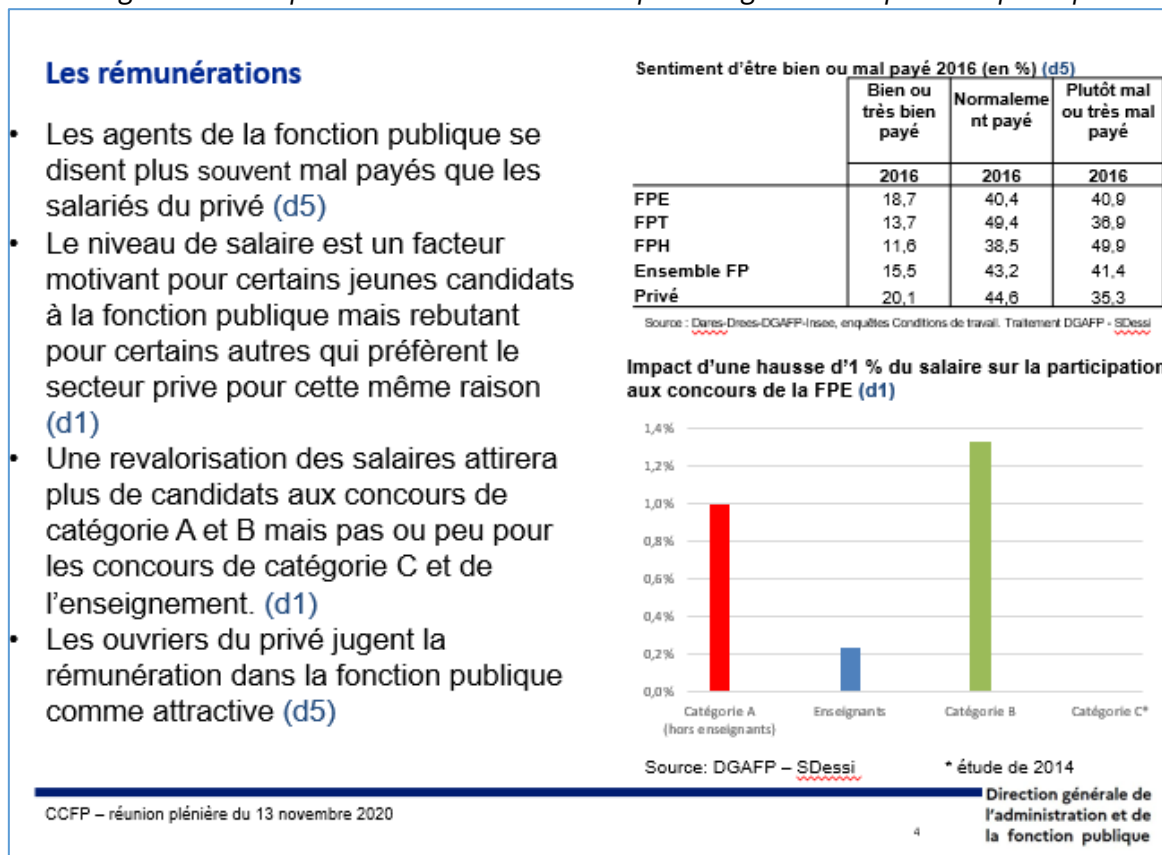 Les rémunérations
• Les agents de la fonction publique se
disent plus souvent mal payés que les
salariés du privé (d5)
• Le niveau de salaire est un facteur
motivant pour certains jeunes candidats
à la fonction publique mais rebutant
pour certains autres qui préfèrent le
secteur prive pour cette même raison
(d1)
• Une revalorisation des salaires attirera
plus de candidats aux concours de
catégorie A et B mais pas ou peu pour
les concours de catégorie C et de
l'enseignement. (d1)
• Les ouvriers du privé jugent la
rémunération dans la fonction publique
comme attractive (d5)
Sentiment d'être bien ou mal payé 2016 (en %) (d5)
Bien ou très bien payé Normaleme nt payé Plutôt mal ou très mal payé
2016 2016 2016
FPE 18,7 40,4 40,9
FPT 13,7 49,4 36,9
FPH 11,6 38,5 49,9
Ensemble FP 15,5 43,2 41,4
Privé 20,1 44,6 35,3
Source : Dares-Drees-DGAFP-Insee, enquêtes Conditions de travail. Traitement DGAFP - SDessi
Impact d'une hausse d'1 % du salaire sur la participation
aux concours de la FPE (d1)
1,4%
1,2%
1,0%
0,8%
0,6%
0,4%
0,2%
0,0%
Catégorie A (hors enseignants) Enseignants Catégorie B Catégorie C*
Source: DGAFP – SDessi * étude de 2014
CCFP – réunion plénière du 13 novembre 2020
4
Direction générale de
l'administration et de
la fonction publique